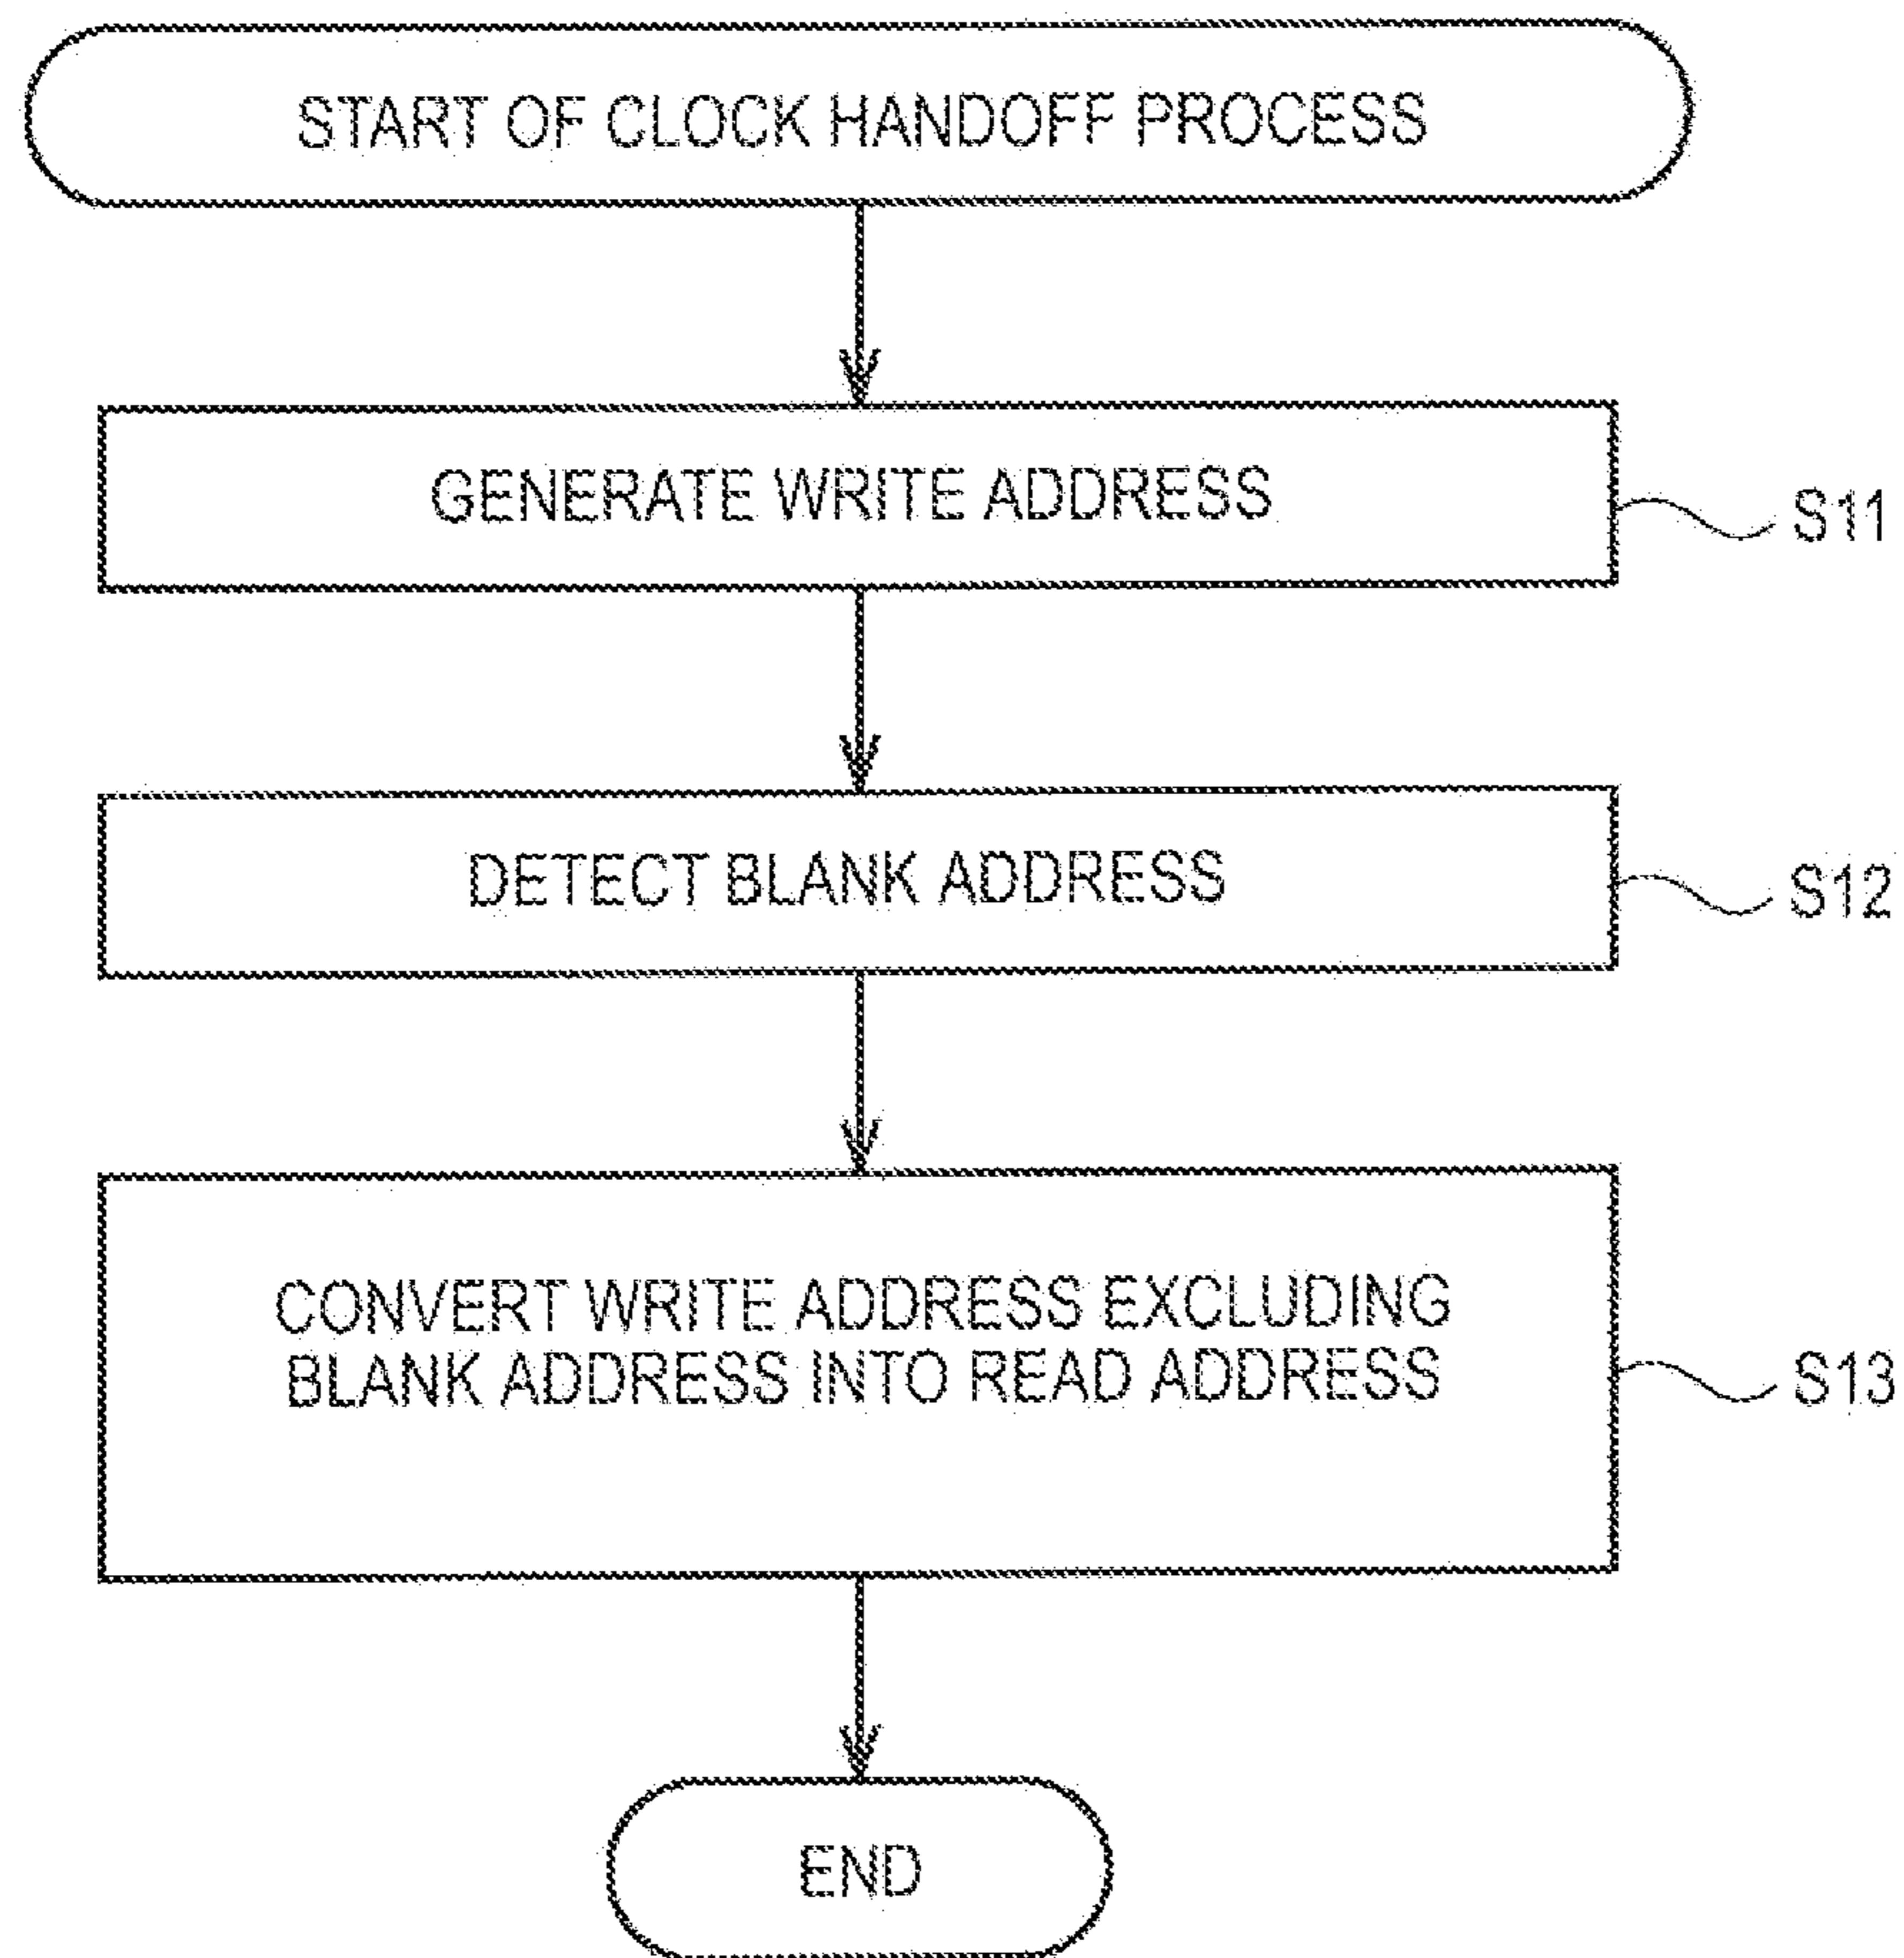 START OF CLOCK HANDOFF PROCESS
GENERATE WRITE ADDRESS
S11
DETECT BLANK ADDRESS
S12
CONVERT WRITE ADDRESS EXCLUDING
BLANK ADDRESS INTO READ ADDRESS
S13
END